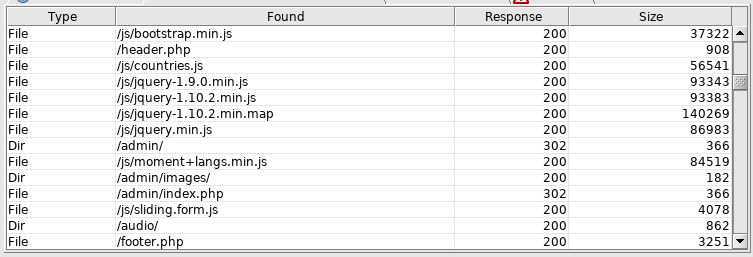 Type Found Response Size
File /js/bootstrap.min.js 200 37322
File /header.php 200 908
File /js/countries.js 200 56541
File /js/jquery-1.9.0.min.js 200 93343
File /js/jquery-1.10.2.min.js 200 93383
File /js/jquery-1.10.2.min.map 200 140269
File /js/jquery.min.js 200 86983
Dir /admin/ 302 366
File /js/moment+langs.min.js 200 84519
Dir /admin/images/ 200 182
File /admin/index.php 302 366
File /js/sliding.form.js 200 4078
Dir /audio/ 200 862
File /footer.php 200 3251